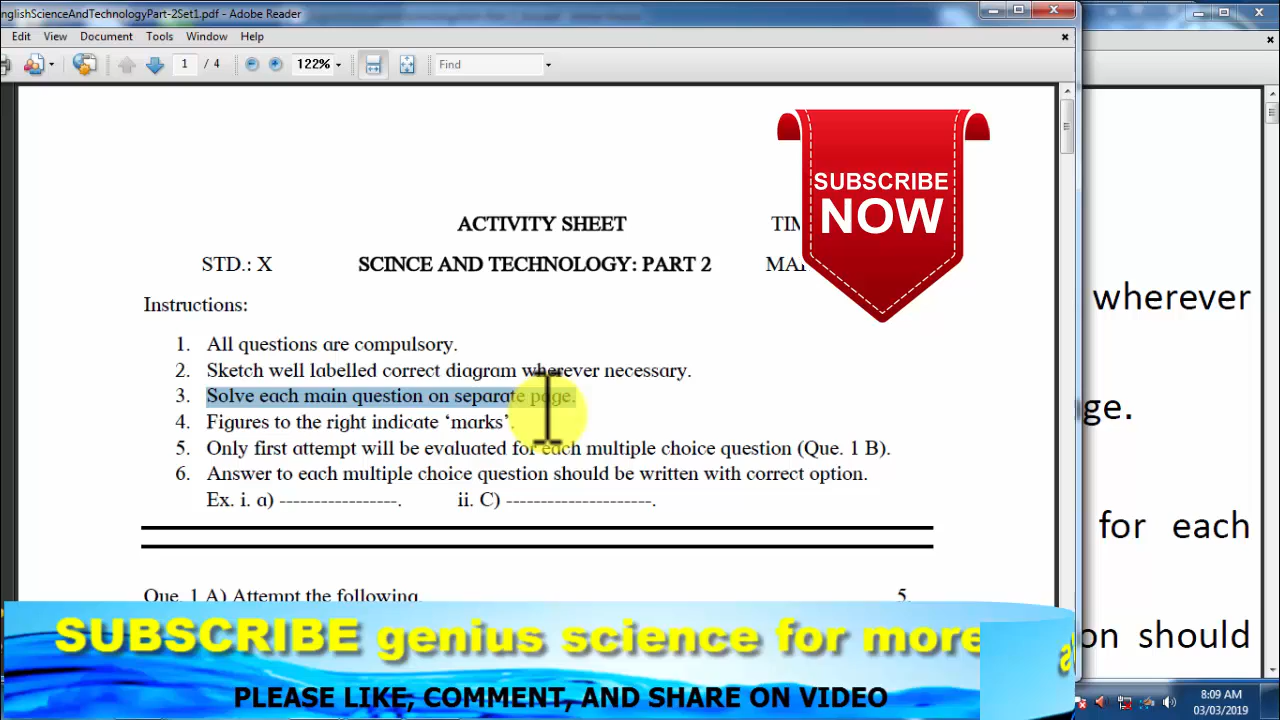 nglishScienceAndTechnologyPart-2Set1.pdf - Adobe Reader
Edit View Document Tools Window Help
1 / 4 122% Find
SUBSCRIBE
NOW
ACTIVITY SHEET
STD.: X SCINCE AND TECHNOLOGY: PART 2
Instructions:
1. All questions are compulsory.
2. Sketch well labelled correct diagram wherever necessary.
3. Solve each main question on separate page.
4. Figures to the right indicate ‘marks’.
5. Only first attempt will be evaluated for each multiple choice question (Que. 1 B).
6. Answer to each multiple choice question should be written with correct option.
Ex. i. a) -----------------. ii. C) ---------------------.
Que. 1 A) Attempt the following. 5.
wherever
ge.
for each
on should
SUBSCRIBE genius science for more
PLEASE LIKE, COMMENT, AND SHARE ON VIDEO
8:09 AM
03/03/2019